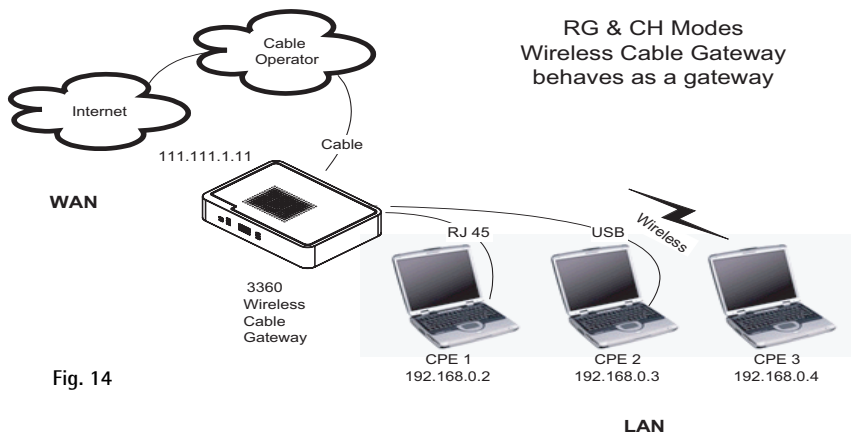 RG & CH Modes
Wireless Cable Gateway
behaves as a gateway
Cable
Operator
Internet
Cable
111.111.1.11
WAN
RJ 45
USB
Wireless
3360
Wireless
Cable
Gateway
CPE 1
192.168.0.2
CPE 2
192.168.0.3
CPE 3
192.168.0.4
Fig. 14
LAN